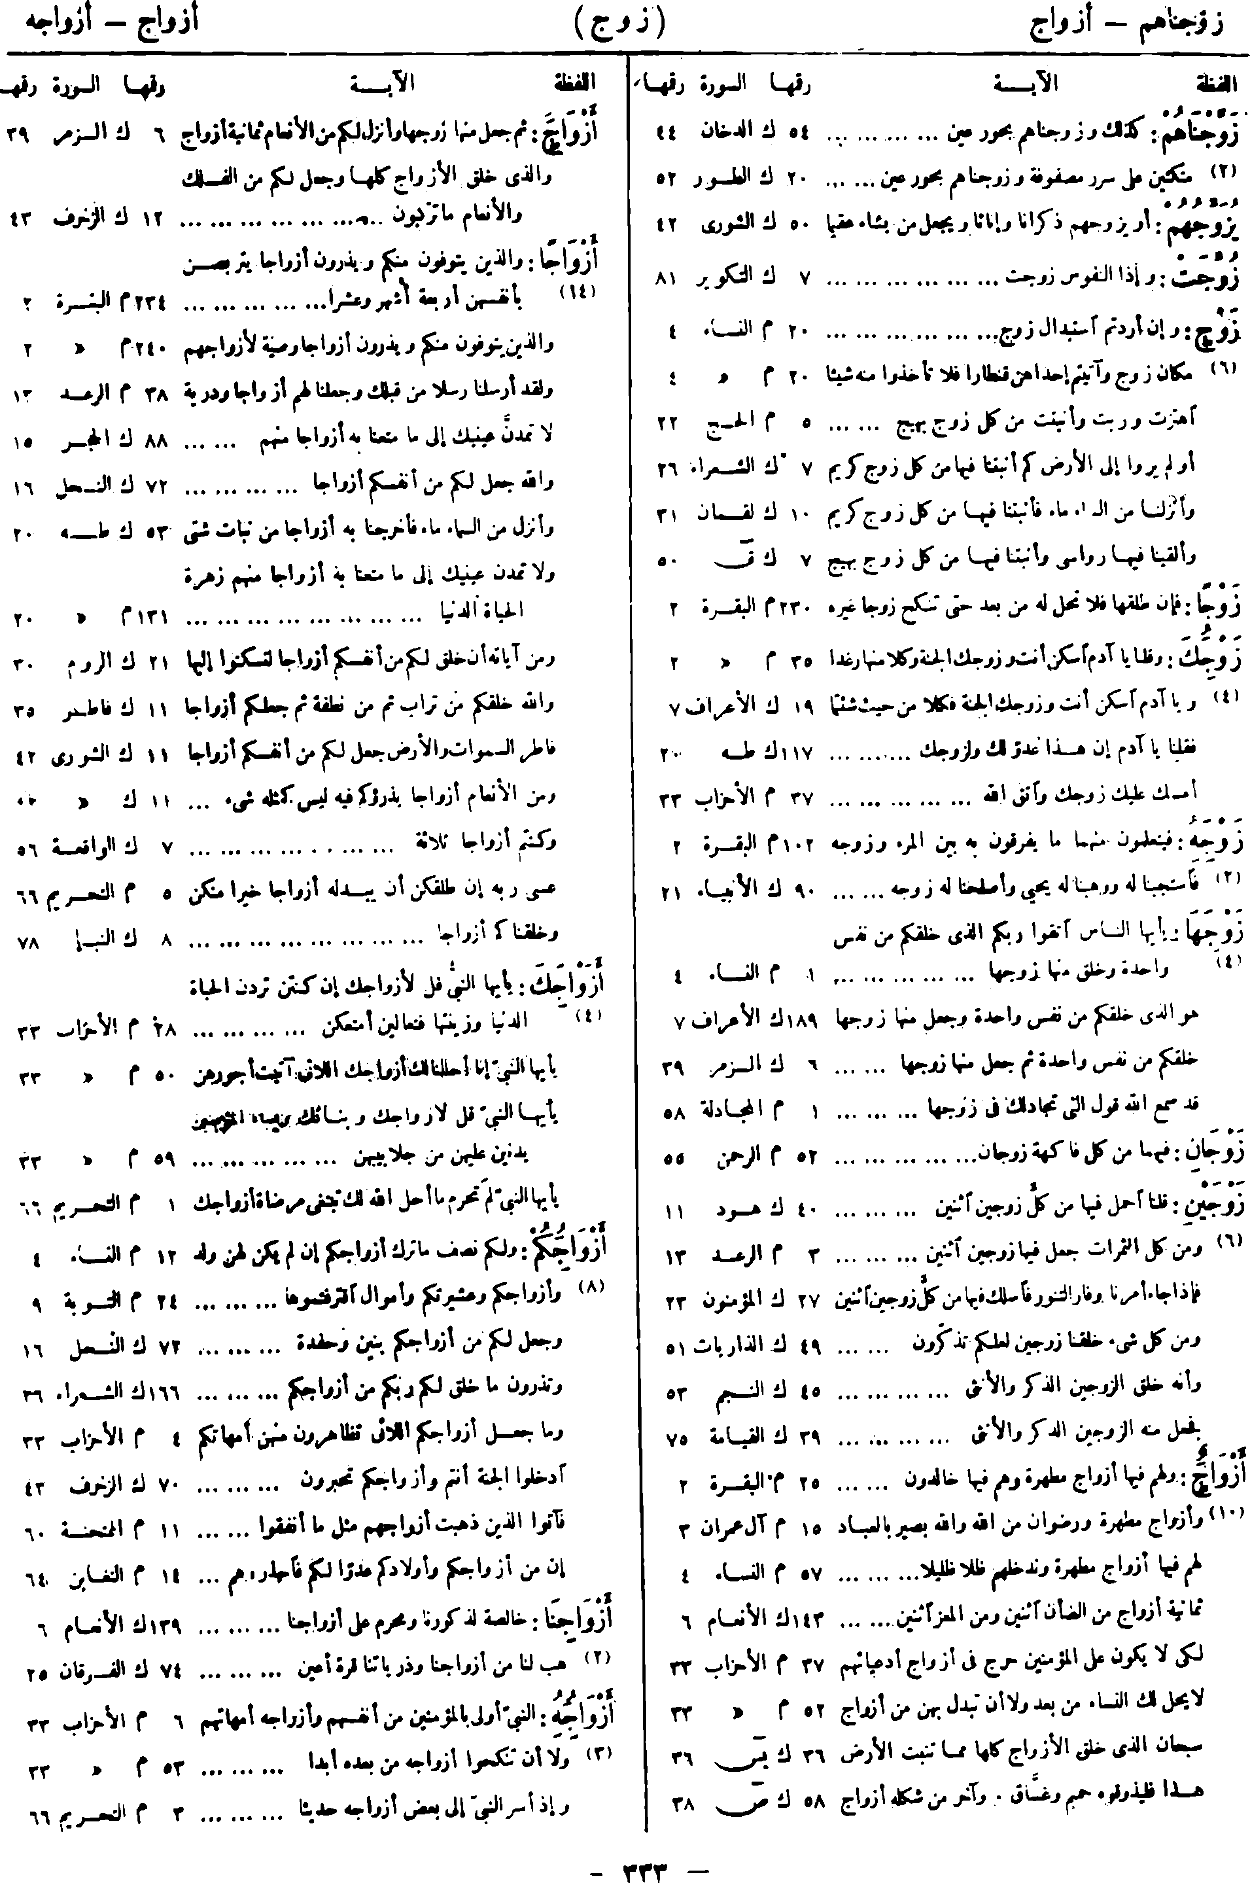 زوجناهم — أزواج
(زوج)
أزواج — أزواجه
اللفظة الآيــة رقمها السورة رقمها
زَوَّجْنَاهُمْ: كذلك وزوجناهم بحور عين ... ... ... ... ٥٤ ك الدخان ٤٤
(٢) متكئين على سرر مصفوفة وزوجناهم بحور عين ... ... ٢٠ ك الطور ٥٢
يُزَوِّجُهُمْ: أو يزوجهم ذكرانا وإناثا ويجعل من يشاء عقيما ٥٠ ك الشورى ٤٢
زُوِّجَتْ: وإذا النفوس زوجت ... ... ... ... ... ... ٧ ك التكوير ٨١
زَوْجٍ: وإن أردتم آستبدال زوج ... ... ... ... ... ... ٢٠ م النساء ٤
(٦) مكان زوج وآتيتم إحداهن قنطارا فلا تأخذوا منه شيئا ٢٠ م » ٤
آهتزت وربت وأنبتت من كل زوج بهيج ... ... ٥ م الحج ٢٢
أو لم يروا إلى الأرض كم أنبتنا فيها من كل زوج كريم ٧ ك الشعراء ٢٦
وأنزلنا من السماء ماء فأنبتنا فيها من كل زوج كريم ١٠ ك لقمان ٣١
وألقينا فيها رواسى وأنبتنا فيها من كل زوج بهيج ٧ ك قۤ ٥٠
زَوْجًا: فإن طلقها فلا تحل له من بعد حتى تنكح زوجا غيره ٢٣٠ م البقرة ٢
زَوْجُكَ: وقلنا يا آدم آسكن أنت وزوجك الجنة وكلا منها رغدا ٣٥ م » ٢
(٤) ويا آدم آسكن أنت وزوجك الجنة فكلا من حيث شئتما ١٩ ك الأعراف ٧
فقلنا يا آدم إن هــذا عدوّ لك ولزوجك ... ... ... ١١٧ ك طه ٢٠
أمسك عليك زوجك وآتق الله ... ... ... ... ... ٣٧ م الأحزاب ٣٣
زَوْجِهِ: فيتعلمون منهما ما يفرقون به بين المرء وزوجه ١٠٢ م البقرة ٢
(٢) فآستجبنا له ووهبنا له يحيى وأصلحنا له زوجه ... ... ٩٠ ك الأنبياء ٢١
زَوْجَهَا: يأيها الناس آتقوا ربكم الذى خلقكم من نفس
(٤) واحدة وخلق منها زوجها ... ... ... ... ... ١ م النساء ٤
هو الذى خلقكم من نفس واحدة وجعل منها زوجها ١٨٩ ك الأعراف ٧
خلقكم من نفس واحدة ثم جعل منها زوجها ... ... ٦ ك الزمر ٣٩
قد سمع الله قول التى تجادلك فى زوجها ... ... ... ١ م المجادلة ٥٨
زَوْجَانِ: فيهما من كل فاكهة زوجان ... ... ... ... ... ٥٢ م الرحمن ٥٥
زَوْجَيْنِ: قلنا آحمل فيها من كلٍّ زوجين آثنين ... ... ... ٤٠ ك هود ١١
(٦) ومن كل الثمرات جعل فيها زوجين آثنين ... ... ... ٣ م الرعد ١٣
فإذا جاء أمرنا وفار التنور فآسلك فيها من كلٍّ زوجين آثنين ٢٧ ك المؤمنون ٢٣
ومن كل شىء خلقنا زوجين لعلكم تذكّرون ... ... ٤٩ ك الذاريات ٥١
وأنه خلق الزوجين الذكر والأنثى ... ... ... ... ٤٥ ك النجم ٥٣
فجعل منه الزوجين الذكر والأنثى ... ... ... ... ٣٩ ك القيامة ٧٥
أَزْوَاجٌ: ولهم فيها أزواج مطهرة وهم فيها خالدون ... ... ٢٥ م البقرة ٢
(١٠) وأزواج مطهرة ورضوان من الله والله بصير بالعباد ١٥ م آل عمران ٣
لهم فيها أزواج مطهرة وندخلهم ظلا ظليلا ... ... ... ٥٧ م النساء ٤
ثمانية أزواج من الضأن آثنين ومن المعز آثنين ... ... ١٤٣ ك الأنعام ٦
لكى لا يكون على المؤمنين حرج فى أزواج أدعيائهم ٣٧ م الأحزاب ٣٣
لا يحل لك النساء من بعد ولا أن تبدل بهن من أزواج ٥٢ م » ٣٣
سبحان الذى خلق الأزواج كلها مما تنبت الأرض ٣٦ ك يسۤ ٣٦
هــذا فليذوقوه حميم وغسَّاق . وآخر من شكله أزواج ٥٨ ك صۤ ٣٨
اللفظة الآيــة رقمها السورة رقمها
أَزْوَاجٍ: ثم جعل منها زوجها وأنزل لكم من الأنعام ثمانية أزواج ٦ ك الزمر ٣٩
والذى خلق الأزواج كلها وجعل لكم من الفلك
والأنعام ما تركبون ... ... ... ... ... ... ... ١٢ ك الزخرف ٤٣
أَزْوَاجًا: والذين يتوفون منكم ويذرون أزواجا يتربصن
(١٤) بأنفسهن أربعة أشهر وعشرا ... ... ... ... ... ٢٣٤ م البقرة ٢
والذين يتوفون منكم ويذرون أزواجا وصية لأزواجهم ٢٤٠ م » ٢
ولقد أرسلنا رسلا من قبلك وجعلنا لهم أزواجا وذرية ٣٨ م الرعد ١٣
لا تمدنَّ عينيك إلى ما متعنا به أزواجا منهم ... ... ٨٨ ك الحجر ١٥
والله جعل لكم من أنفسكم أزواجا ... ... ... ... ٧٢ ك النحل ١٦
وأنزل من السماء ماء فأخرجنا به أزواجا من نبات شتى ٥٣ ك طه ٢٠
ولا تمدن عينيك إلى ما متعنا به أزواجا منهم زهرة
الحياة الدنيا ... ... ... ... ... ... ... ... ١٣١ م » ٢٠
ومن آياته أن خلق لكم من أنفسكم أزواجا لتسكنوا إليها ٢١ ك الروم ٣٠
والله خلقكم من تراب ثم من نطفة ثم جعلكم أزواجا ١١ ك فاطر ٣٥
فاطر السموات والأرض جعل لكم من أنفسكم أزواجا ١١ ك الشورى ٤٢
ومن الأنعام أزواجا يذرؤكم فيه ليس كمثله شىء ... ١١ ك »
وكنتم أزواجا ثلاثة ... ... ... ... ... ... ... ٧ ك الواقعة ٥٦
عسى ربه إن طلقكن أن يبدله أزواجا خيرا منكن ٥ م التحريم ٦٦
وخلقناكم أزواجا ... ... ... ... ... ... ... ... ٨ ك النبإ ٧٨
أَزْوَاجِكَ: يأيها النبىُّ قل لأزواجك إن كنتن تردن الحياة
(٤) الدنيا وزينتها فتعالين أمتعكن ... ... ... ... ٢٨ م الأحزاب ٣٣
يأيها النبىّ إنا أحللنا لك أزواجك اللاتى آتيت أجورهن ٥٠ م » ٣٣
يأيها النبىّ قل لأزواجك وبناتك ونساء المؤمنين
يدنين عليهن من جلابيبهن ... ... ... ... ... ٥٩ م » ٣٣
يأيها النبىّ لم تحرم ما أحل الله لك تبتغى مرضاة أزواجك ١ م التحريم ٦٦
أَزْوَاجُكُمْ: ولكم نصف ما ترك أزواجكم إن لم يكن لهن ولد ١٢ م النساء ٤
(٨) وأزواجكم وعشيرتكم وأموال آقترفتموها ... ... ... ٢٤ م التوبة ٩
وجعل لكم من أزواجكم بنين وحفدة ... ... ... ٧٢ ك النحل ١٦
وتذرون ما خلق لكم ربكم من أزواجكم ... ... ... ١٦٦ ك الشعراء ٢٦
وما جعل أزواجكم اللائى تظاهرون منهن أمهاتكم ٤ م الأحزاب ٣٣
آدخلوا الجنة أنتم وأزواجكم تحبرون ... ... ... ٧٠ ك الزخرف ٤٣
فآتوا الذين ذهبت أزواجهم مثل ما أنفقوا ... ... ١١ م الممتحنة ٦٠
إن من أزواجكم وأولادكم عدوّا لكم فآحذروهم ... ١٤ م التغابن ٦٤
أَزْوَاجِنَا: خالصة لذكورنا ومحرم على أزواجنا ... ... ... ١٣٩ ك الأنعام ٦
(٢) هب لنا من أزواجنا وذرياتنا قرة أعين ... ... ... ٧٤ ك الفرقان ٢٥
أَزْوَاجُهُ: النبىّ أولى بالمؤمنين من أنفسهم وأزواجه أمهاتهم ٦ م الأحزاب ٣٣
(٣) ولا أن تنكحوا أزواجه من بعده أبدا ... ... ... ٥٣ م » ٣٣
وإذ أسر النبىّ إلى بعض أزواجه حديثا ... ... ... ٣ م التحريم ٦٦
— ٣٣٣ -